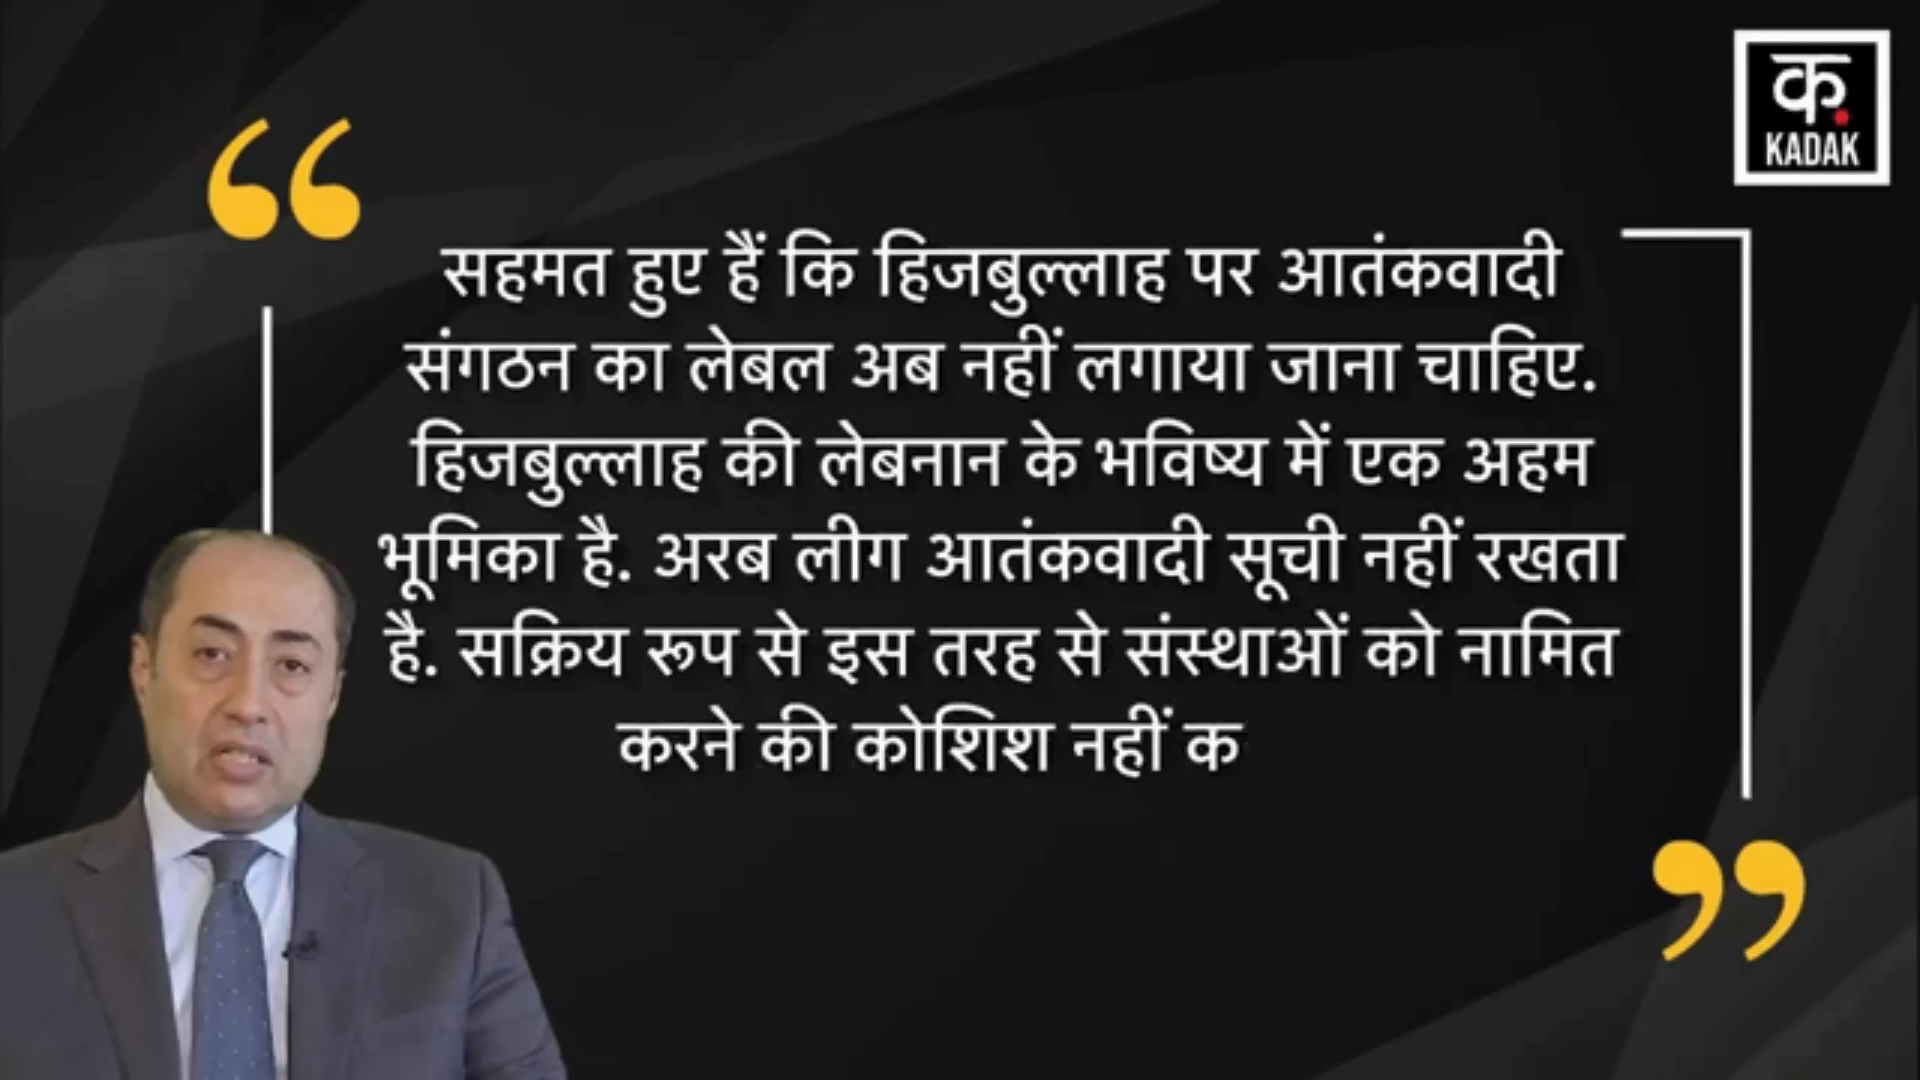 क.
KADAK
सहमत हुए हैं कि हिजबुल्लाह पर आतंकवादी
संगठन का लेबल अब नहीं लगाया जाना चाहिए.
हिजबुल्लाह की लेबनान के भविष्य में एक अहम
भूमिका है. अरब लीग आतंकवादी सूची नहीं रखता
है. सक्रिय रूप से इस तरह से संस्थाओं को नामित
करने की कोशिश नहीं क